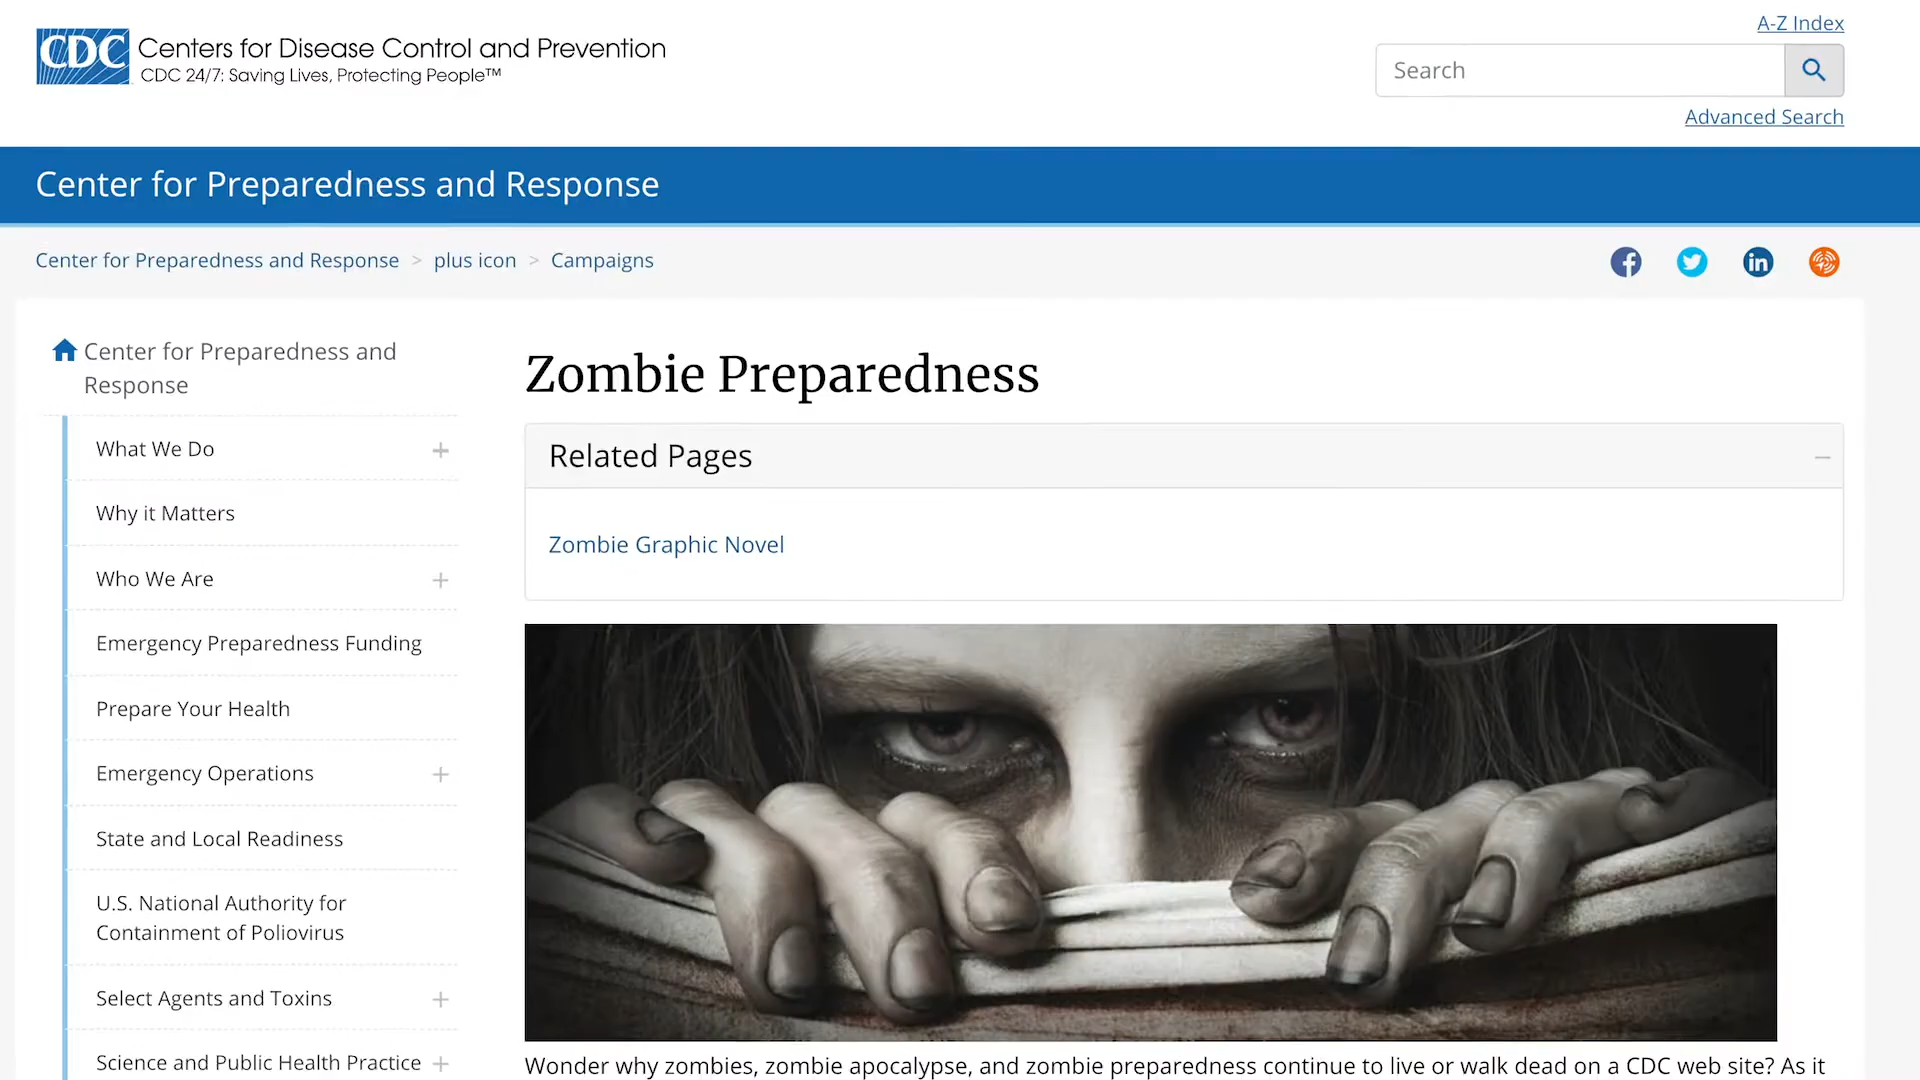 A-Z Index
CDC Centers for Disease Control and Prevention
CDC 24/7: Saving Lives, Protecting People™
Search
Advanced Search
Center for Preparedness and Response
Center for Preparedness and Response > plus icon > Campaigns
Center for Preparedness and
Response
What We Do
Why it Matters
Who We Are
Emergency Preparedness Funding
Prepare Your Health
Emergency Operations
State and Local Readiness
U.S. National Authority for
Containment of Poliovirus
Select Agents and Toxins
Science and Public Health Practice
Zombie Preparedness
Related Pages
Zombie Graphic Novel
Wonder why zombies, zombie apocalypse, and zombie preparedness continue to live or walk dead on a CDC web site? As it